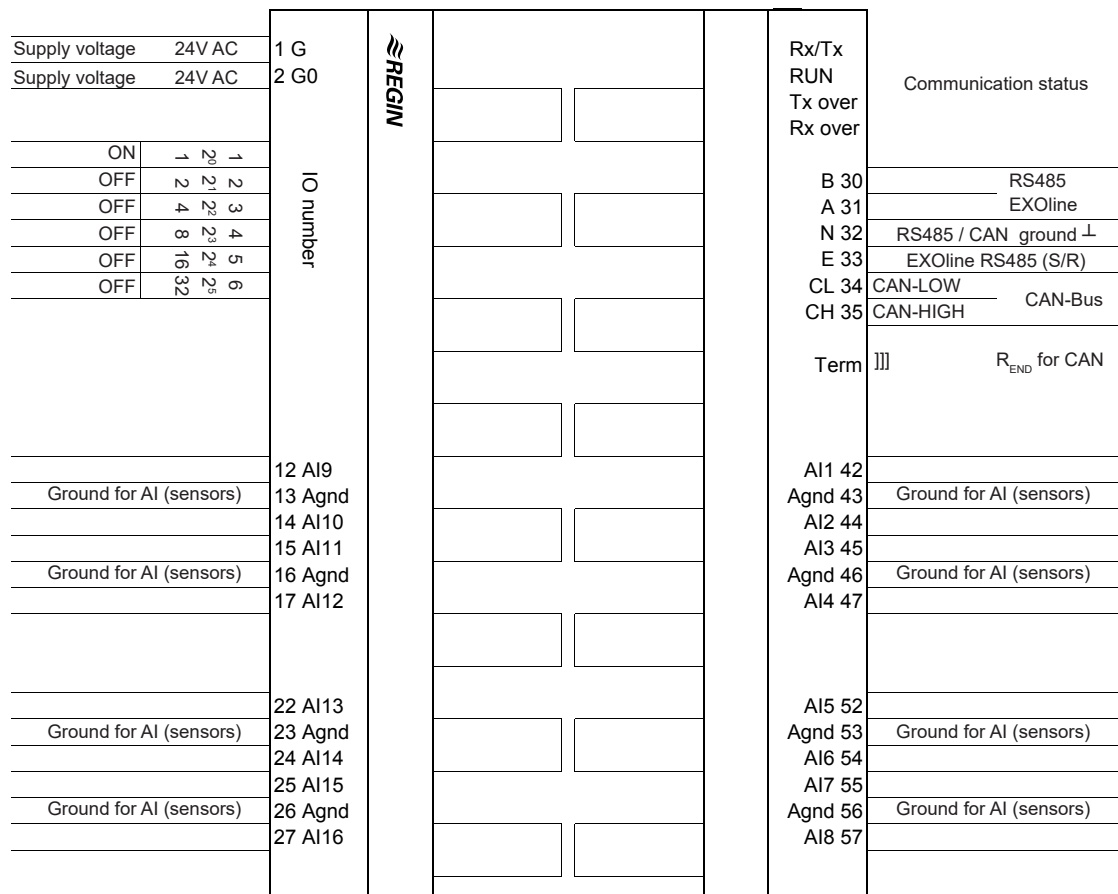 Supply voltage 24V AC 1 G
Supply voltage 24V AC 2 G0
REGIN
ON 1 20 1
OFF 2 21 2
OFF 4 22 3
OFF 8 23 4
OFF 16 24 5
OFF 32 25 6
IO number
12 AI9
Ground for AI (sensors) 13 Agnd
14 AI10
15 AI11
Ground for AI (sensors) 16 Agnd
17 AI12
22 AI13
Ground for AI (sensors) 23 Agnd
24 AI14
25 AI15
Ground for AI (sensors) 26 Agnd
27 AI16
Rx/Tx
RUN
Tx over
Rx over
Communication status
B 30 RS485
A 31 EXOline
N 32 RS485 / CAN ground ⊥
E 33 EXOline RS485 (S/R)
CL 34 CAN-LOW
CH 35 CAN-HIGH
CAN-Bus
Term ]]] REND for CAN
AI1 42
Agnd 43 Ground for AI (sensors)
AI2 44
AI3 45
Agnd 46 Ground for AI (sensors)
AI4 47
AI5 52
Agnd 53 Ground for AI (sensors)
AI6 54
AI7 55
Agnd 56 Ground for AI (sensors)
AI8 57